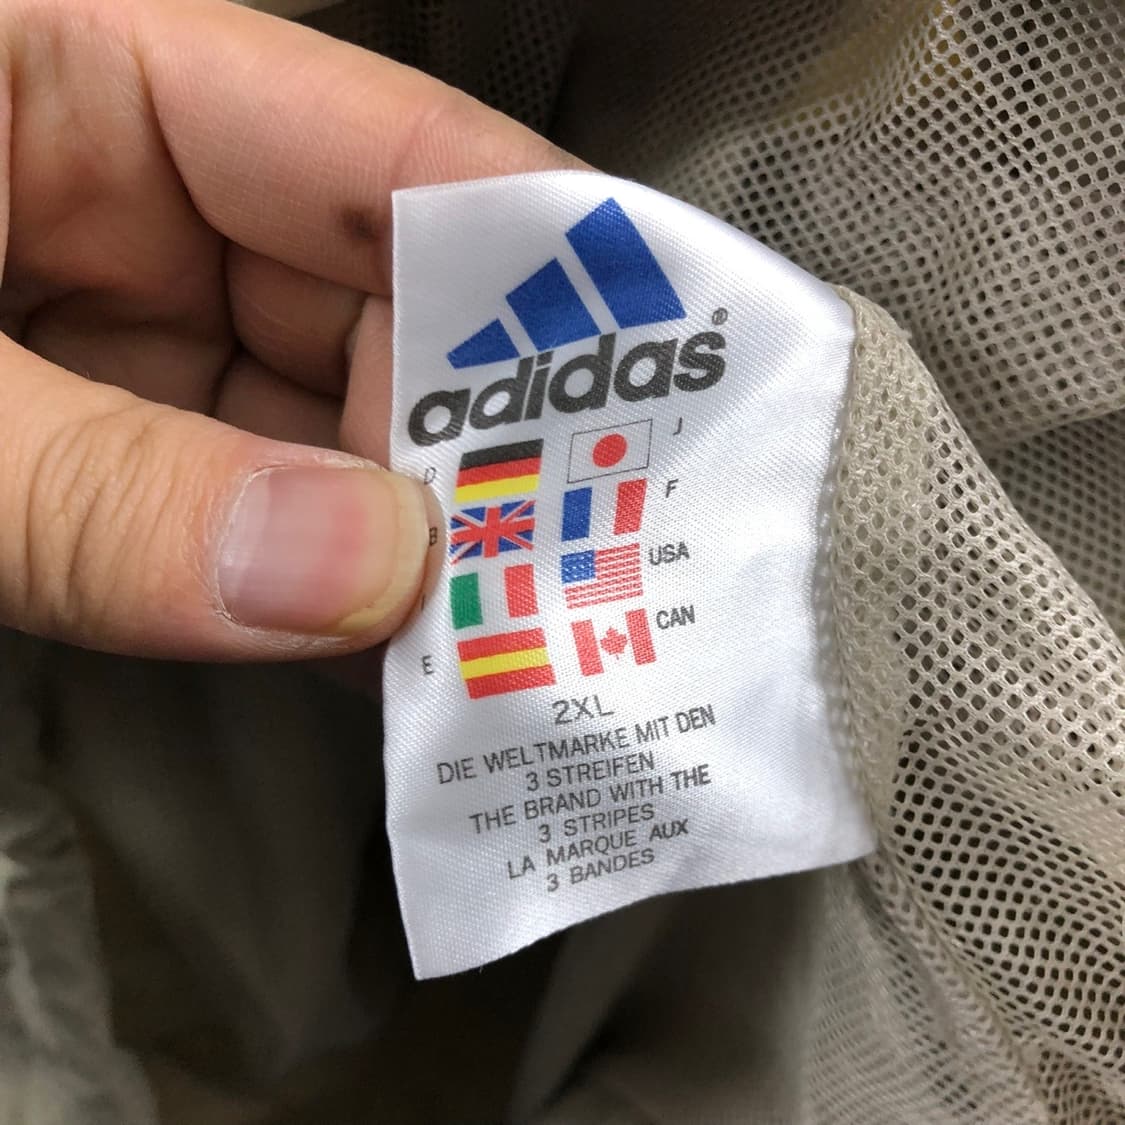 adidas®
D J
B F
I USA
E CAN
2XL
DIE WELTMARKE MIT DEN
3 STREIFEN
THE BRAND WITH THE
3 STRIPES
LA MARQUE AUX
3 BANDES